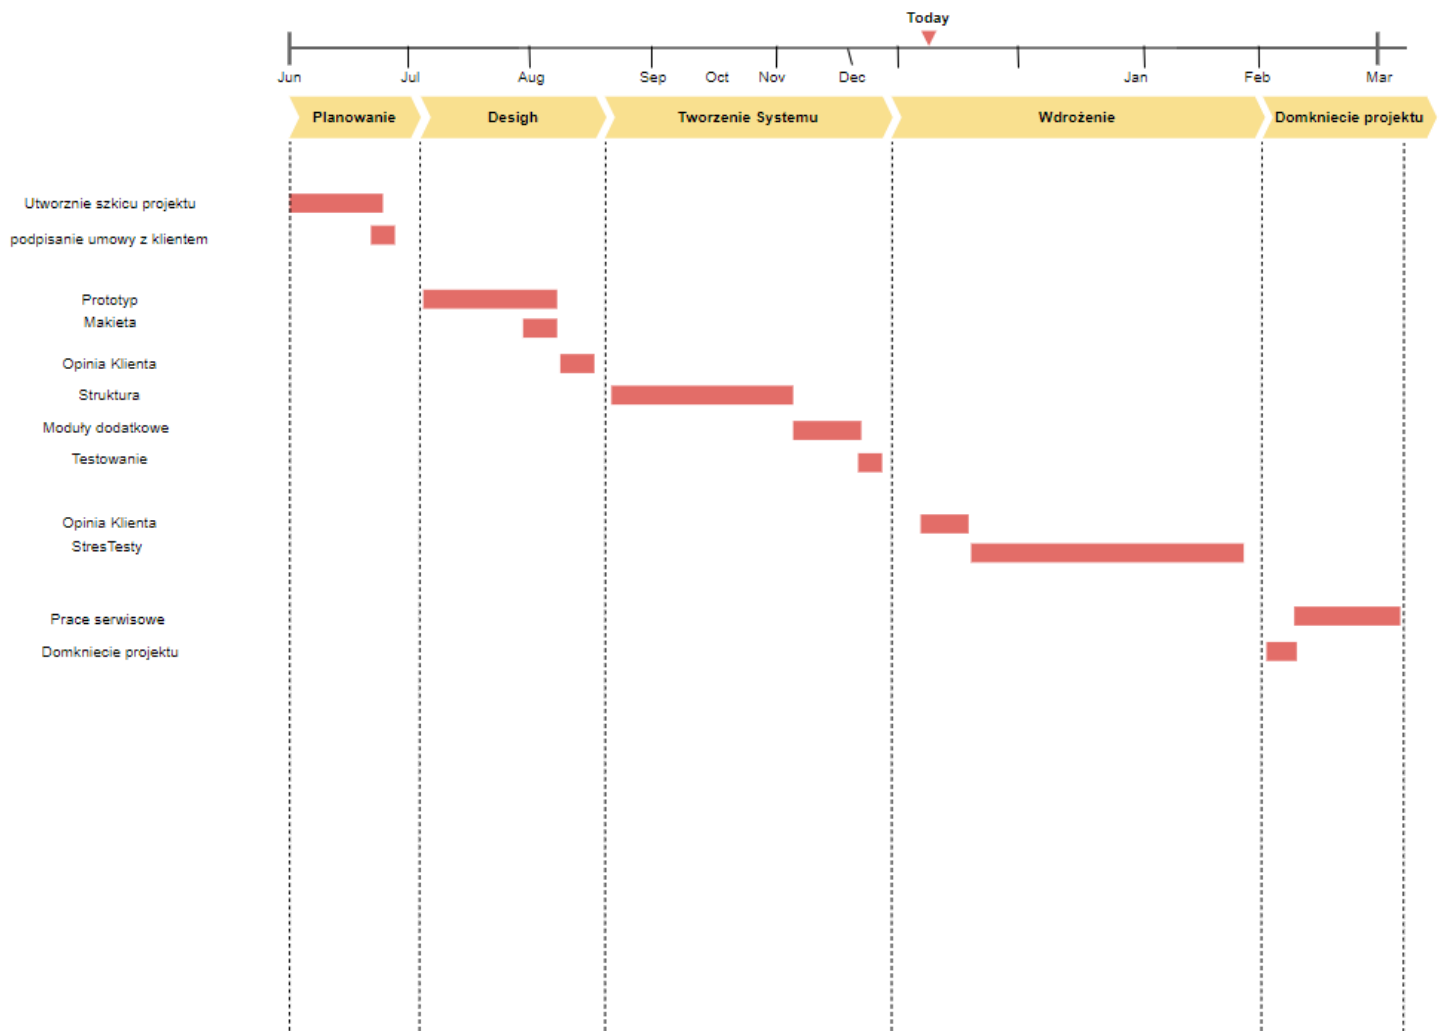 Today
Jun Jul Aug Sep Oct Nov Dec Jan Feb Mar
Planowanie Desigh Tworzenie Systemu Wdrożenie Domkniecie projektu
Utworznie szkicu projektu
podpisanie umowy z klientem
Prototyp
Makieta
Opinia Klienta
Struktura
Moduły dodatkowe
Testowanie
Opinia Klienta
StresTesty
Prace serwisowe
Domkniecie projektu